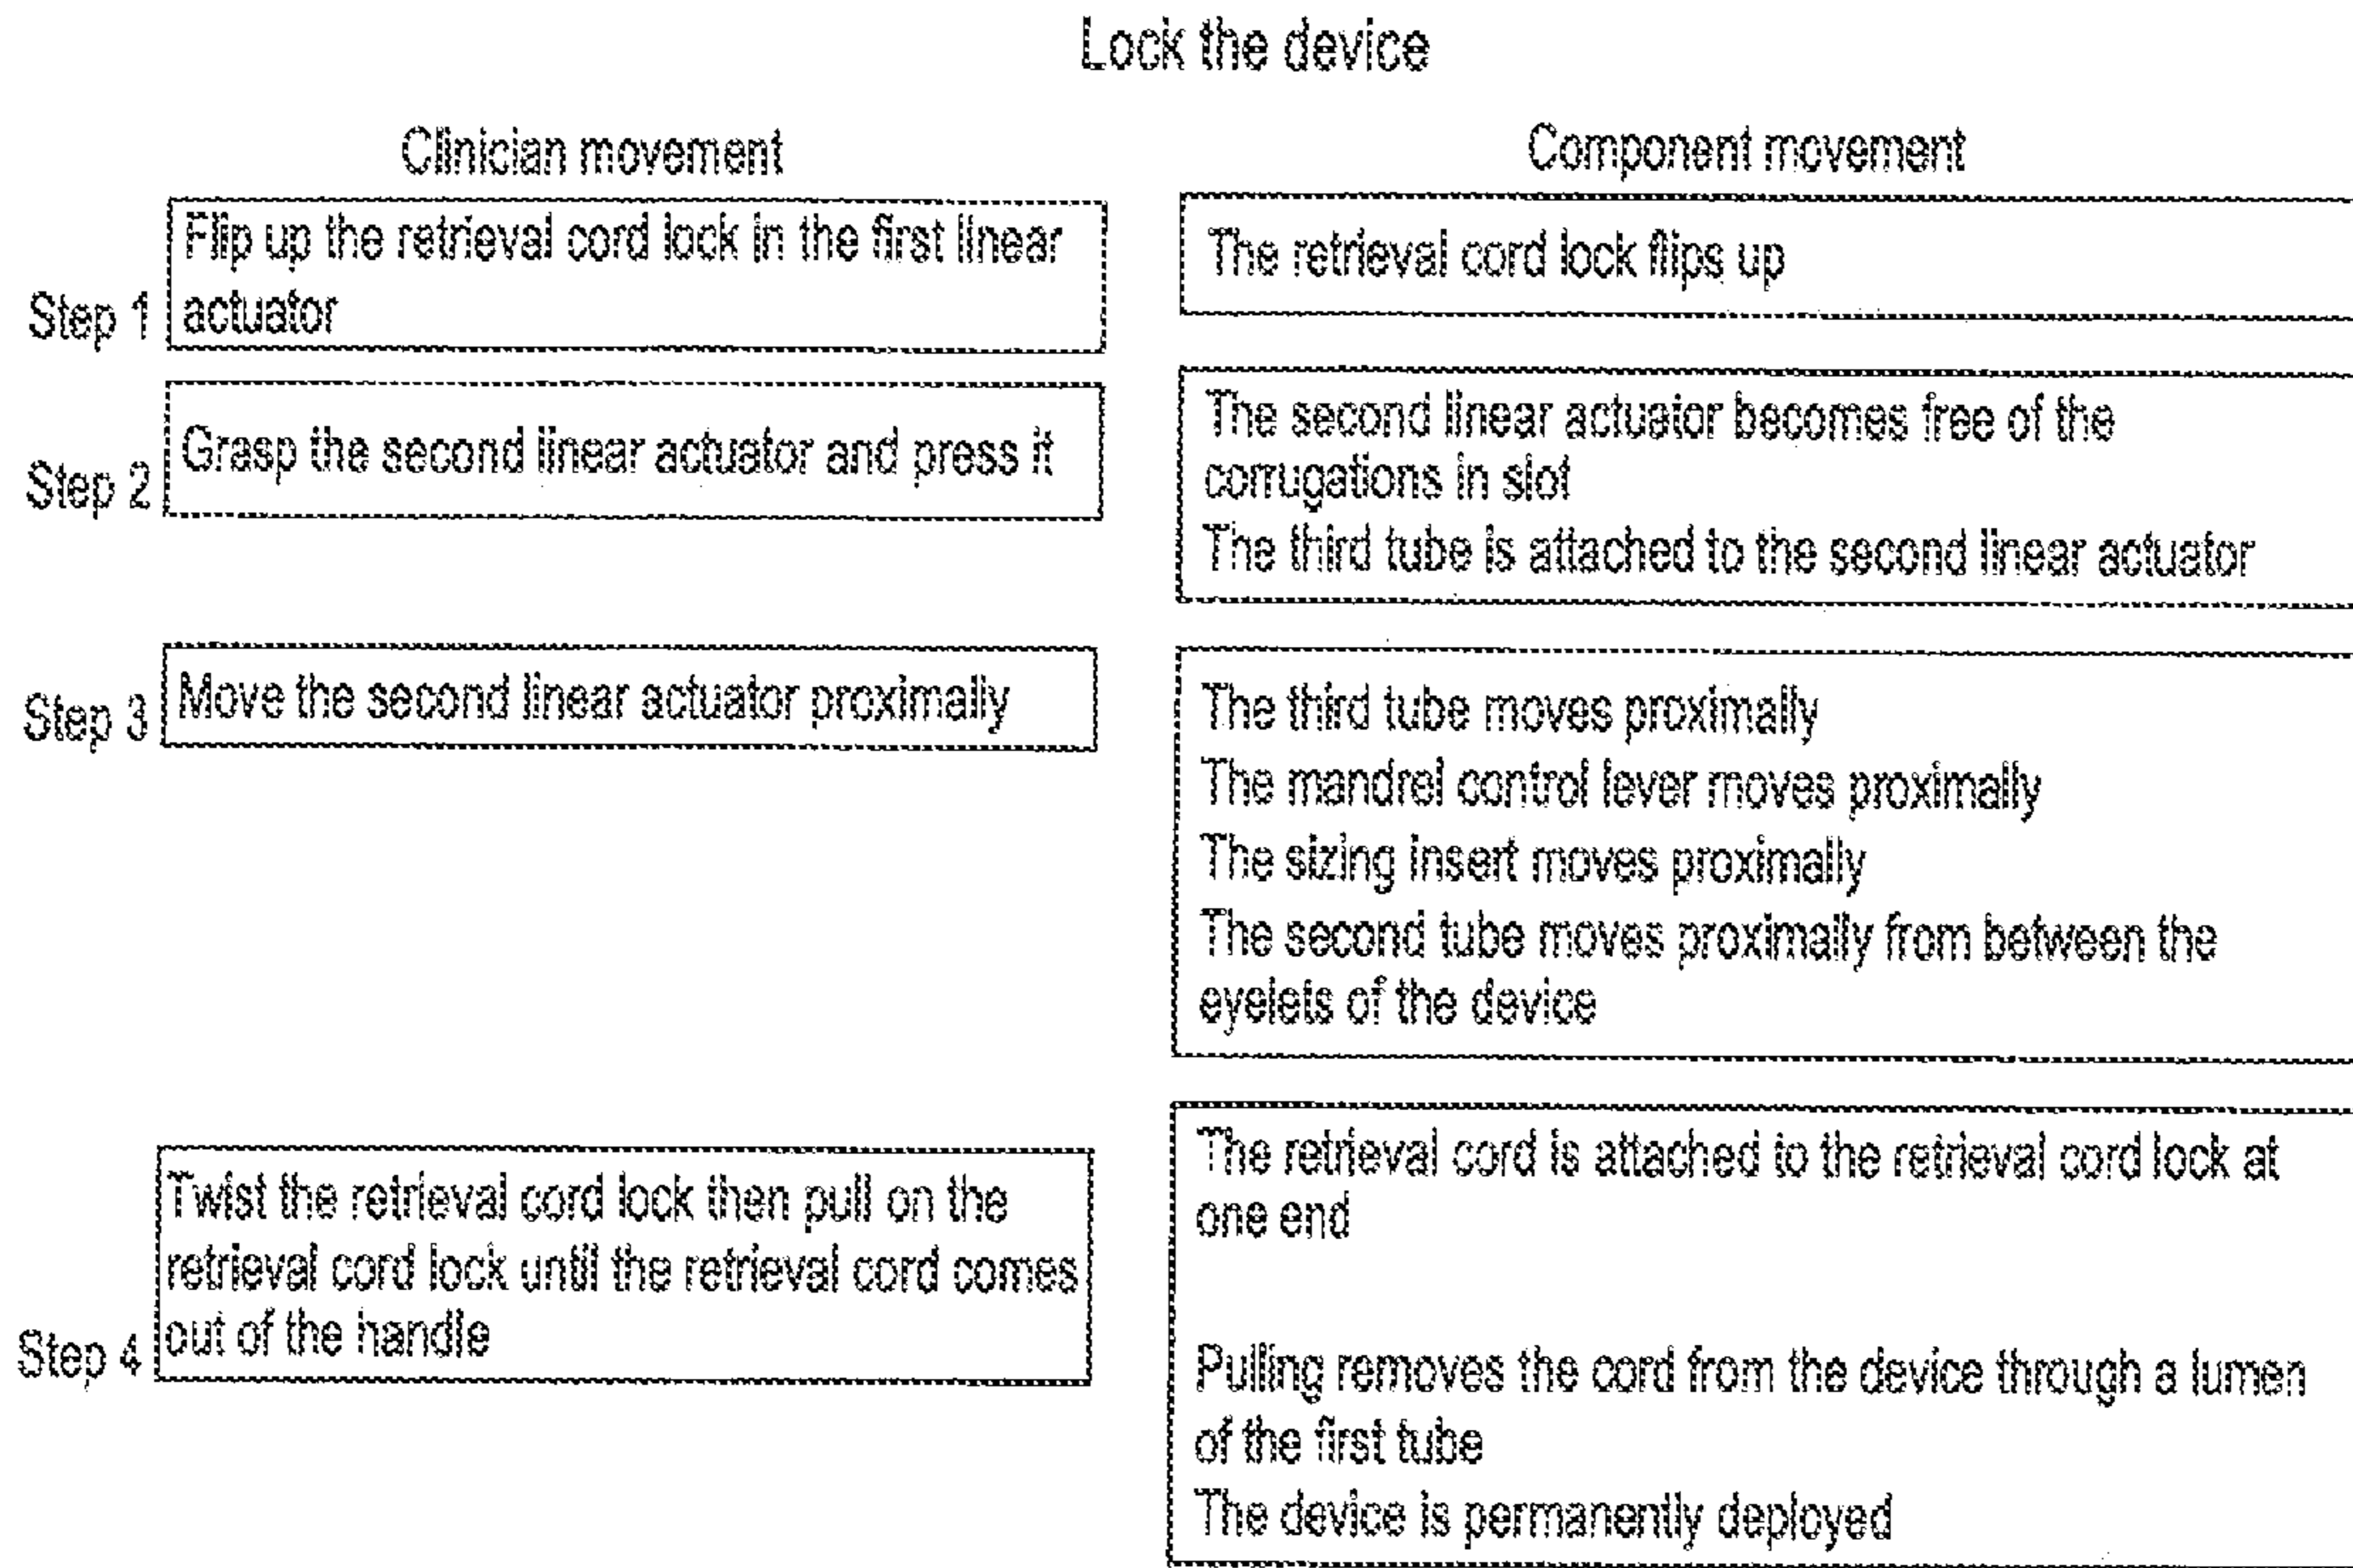 Lock the device
Clinician movement
Component movement
Step 1
Flip up the retrieval cord lock in the first linear
actuator
The retrieval cord lock flips up
Step 2
Grasp the second linear actuator and press it
The second linear actuator becomes free of the
corrugations in slot
The third tube is attached to the second linear actuator
Step 3
Move the second linear actuator proximally
The third tube moves proximally
The mandrel control lever moves proximally
The sizing insert moves proximally
The second tube moves proximally from between the
eyelets of the device
Step 4
Twist the retrieval cord lock then pull on the
retrieval cord lock until the retrieval cord comes
out of the handle
The retrieval cord is attached to the retrieval cord lock at
one end
Pulling removes the cord from the device through a lumen
of the first tube
The device is permanently deployed